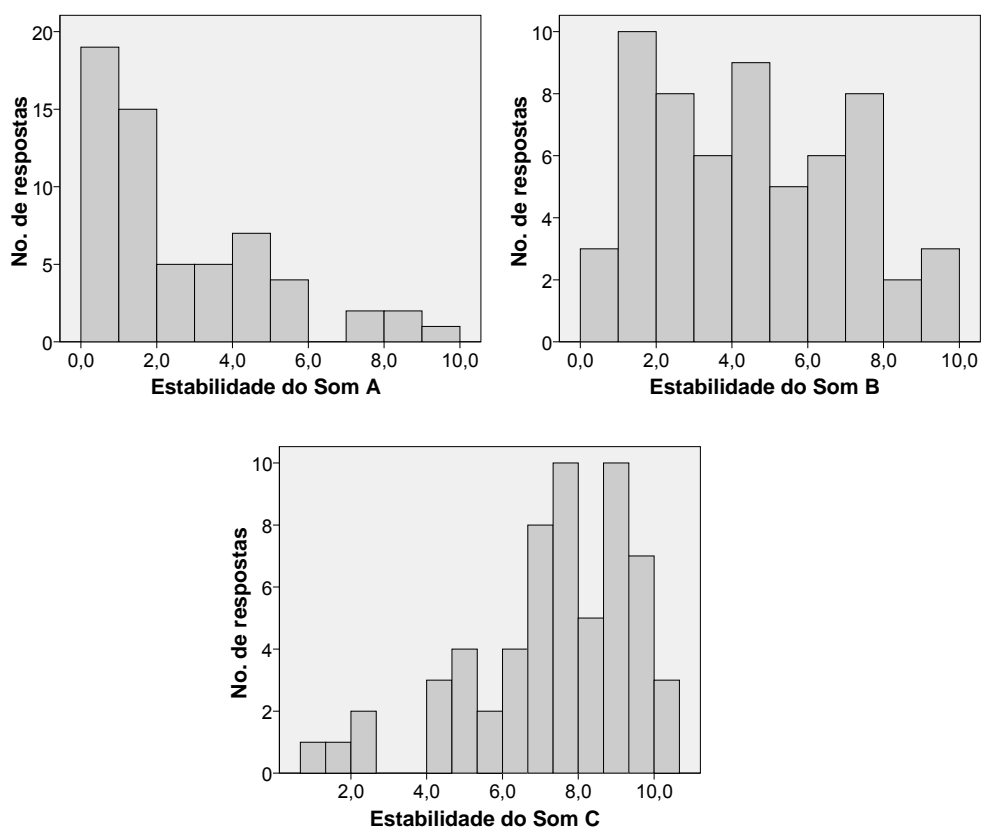 No. de respostas
20
15
10
5
0
0,0 2,0 4,0 6,0 8,0 10,0
Estabilidade do Som A
No. de respostas
10
8
6
4
2
0
0,0 2,0 4,0 6,0 8,0 10,0
Estabilidade do Som B
No. de respostas
10
8
6
4
2
0
2,0 4,0 6,0 8,0 10,0
Estabilidade do Som C